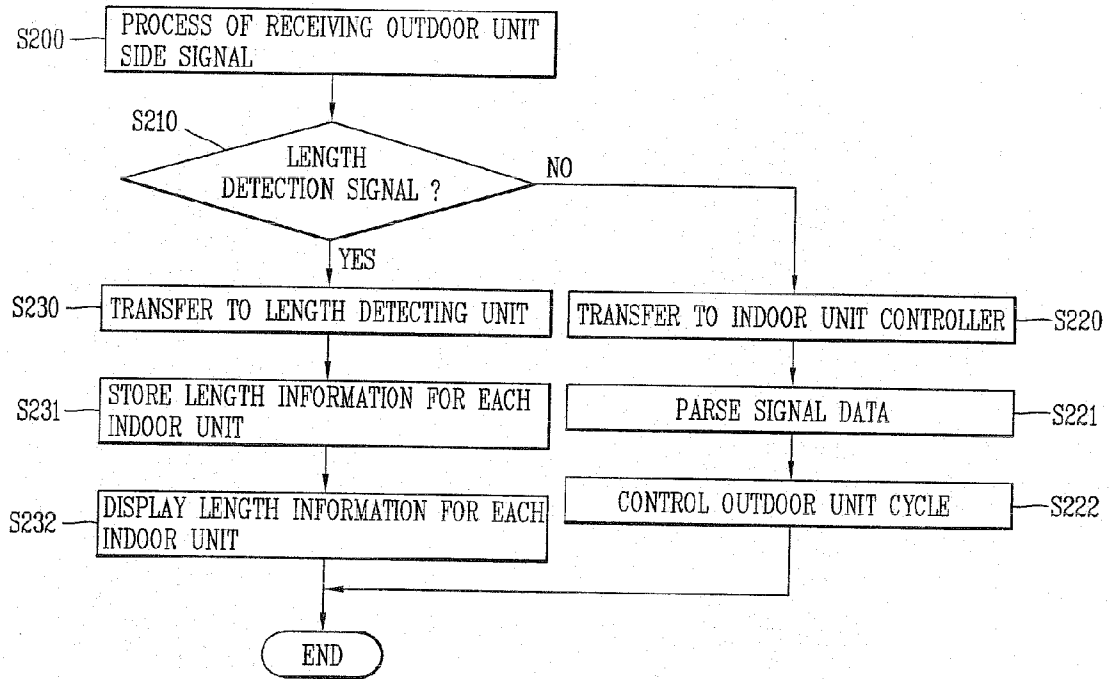 S200
PROCESS OF RECEIVING OUTDOOR UNIT
SIDE SIGNAL
S210
LENGTH
DETECTION SIGNAL ?
NO
YES
S230
TRANSFER TO LENGTH DETECTING UNIT
TRANSFER TO INDOOR UNIT CONTROLLER
S220
S231
STORE LENGTH INFORMATION FOR EACH
INDOOR UNIT
PARSE SIGNAL DATA
S221
S232
DISPLAY LENGTH INFORMATION FOR EACH
INDOOR UNIT
CONTROL OUTDOOR UNIT CYCLE
S222
END